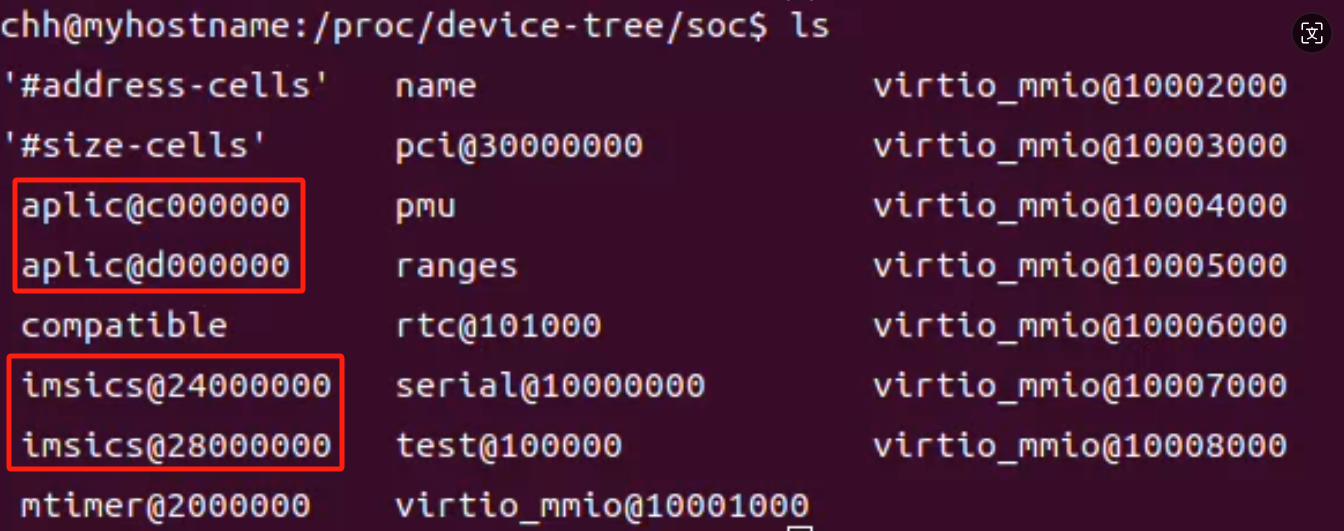 chh@myhostname:/proc/device-tree/soc$ ls
'#address-cells' name virtio_mmio@10002000
'#size-cells' pci@30000000 virtio_mmio@10003000
aplic@c000000 pmu virtio_mmio@10004000
aplic@d000000 ranges virtio_mmio@10005000
compatible rtc@101000 virtio_mmio@10006000
imsics@24000000 serial@10000000 virtio_mmio@10007000
imsics@28000000 test@100000 virtio_mmio@10008000
mtimer@2000000 virtio_mmio@10001000